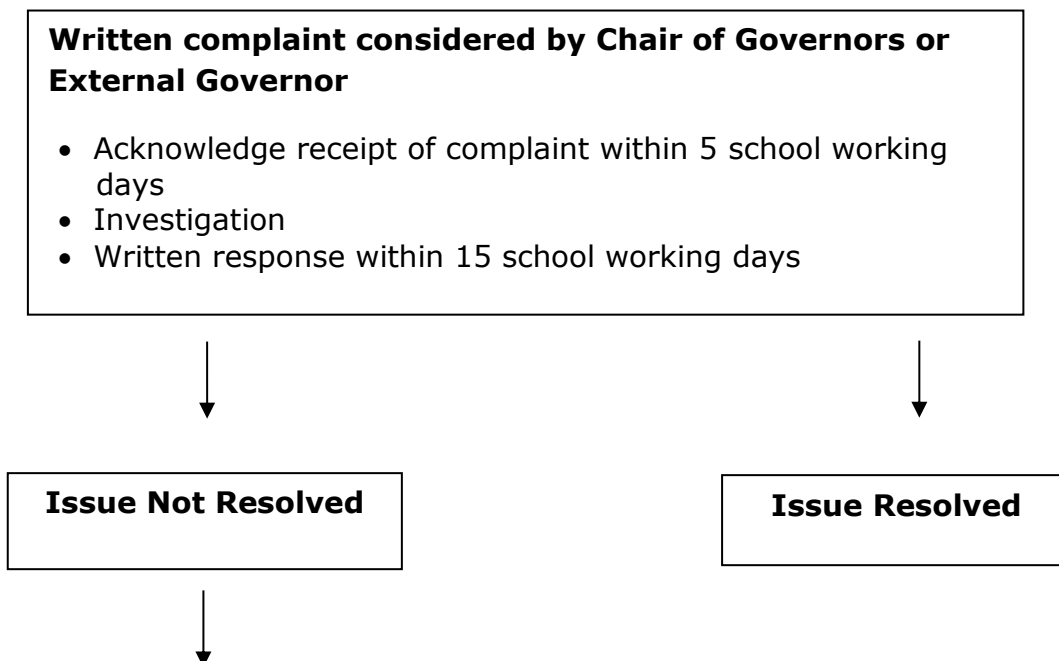 Written complaint considered by Chair of Governors or
External Governor
• Acknowledge receipt of complaint within 5 school working
days
• Investigation
• Written response within 15 school working days
Issue Not Resolved
Issue Resolved